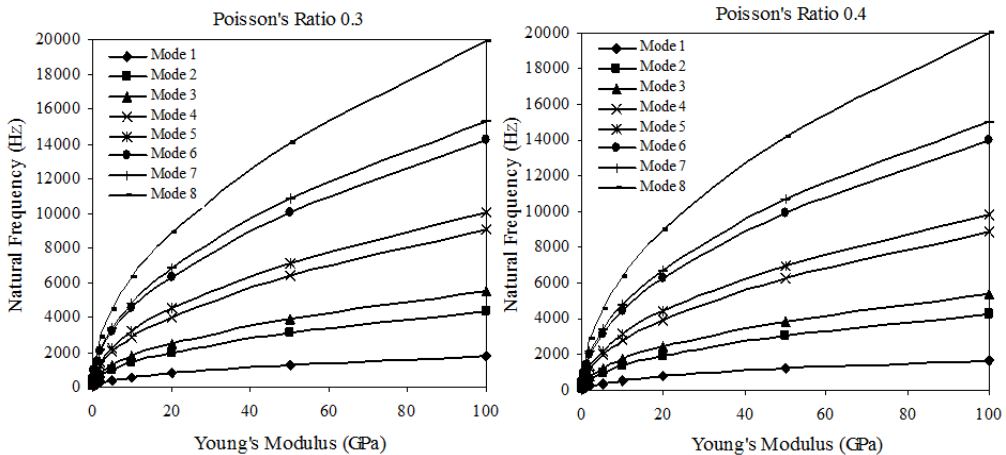 Poisson's Ratio 0.3
20000
18000
16000
14000
12000
10000
8000
6000
4000
2000
0
Natural Frequency (Hz)
Mode 1
Mode 2
Mode 3
Mode 4
Mode 5
Mode 6
Mode 7
Mode 8
0 20 40 60 80 100
Young's Modulus (GPa)
Poisson's Ratio 0.4
20000
18000
16000
14000
12000
10000
8000
6000
4000
2000
0
Natural Frequency (Hz)
Mode 1
Mode 2
Mode 3
Mode 4
Mode 5
Mode 6
Mode 7
Mode 8
0 20 40 60 80 100
Young's Modulus (GPa)